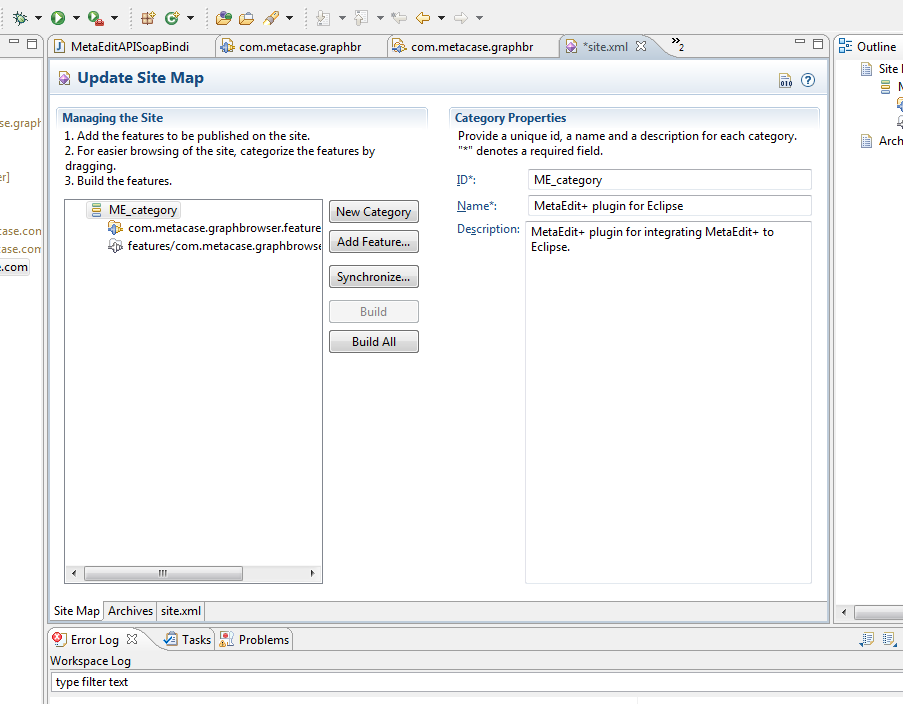 MetaEditAPISoapBindi
com.metacase.graphbr
com.metacase.graphbr
*site.xml
»2
Outline
Update Site Map
010
?
Site
Arch
Managing the Site
1. Add the features to be published on the site.
2. For easier browsing of the site, categorize the features by
dragging.
3. Build the features.
ME_category
com.metacase.graphbrowser.feature
features/com.metacase.graphbrowse
New Category
Add Feature...
Synchronize...
Build
Build All
Category Properties
Provide a unique id, a name and a description for each category.
"*" denotes a required field.
ID*:
ME_category
Name*:
MetaEdit+ plugin for Eclipse
Description:
MetaEdit+ plugin for integrating MetaEdit+ to
Eclipse.
se.graph
er]
ase.com
ase.com
e.com
Site Map
Archives
site.xml
Error Log
Tasks
Problems
Workspace Log
type filter text